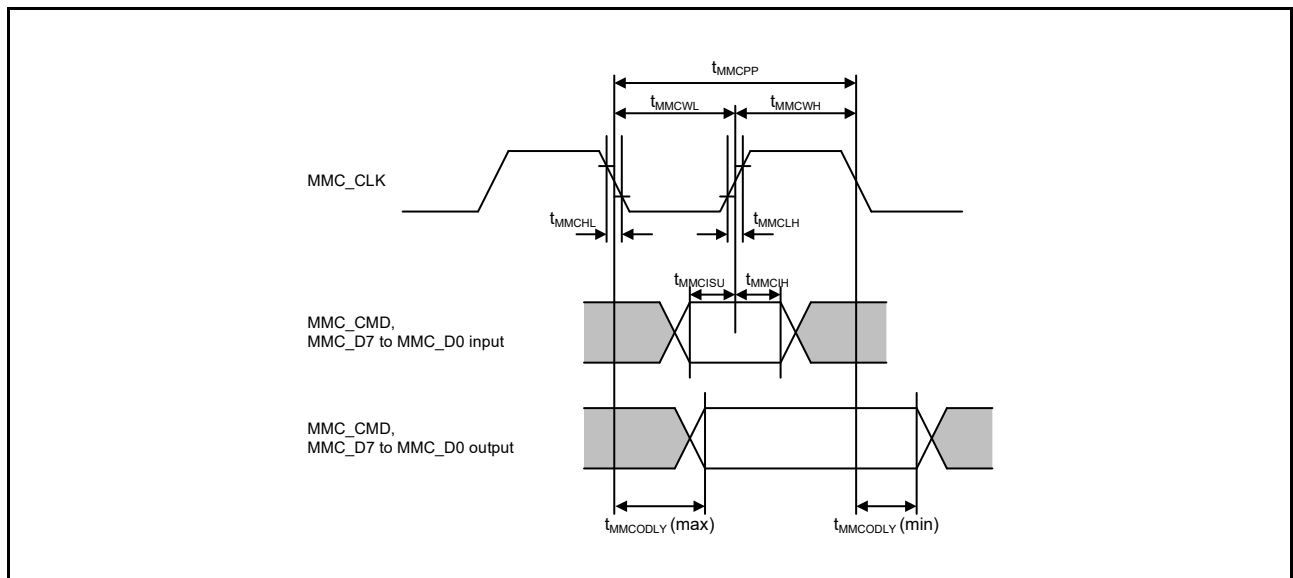 tMMCPP
tMMCWL
tMMCWH
MMC_CLK
tMMCHL
tMMCLH
tMMCISU
tMMCIH
MMC_CMD,
MMC_D7 to MMC_D0 input
MMC_CMD,
MMC_D7 to MMC_D0 output
tMMCODLY (max)
tMMCODLY (min)